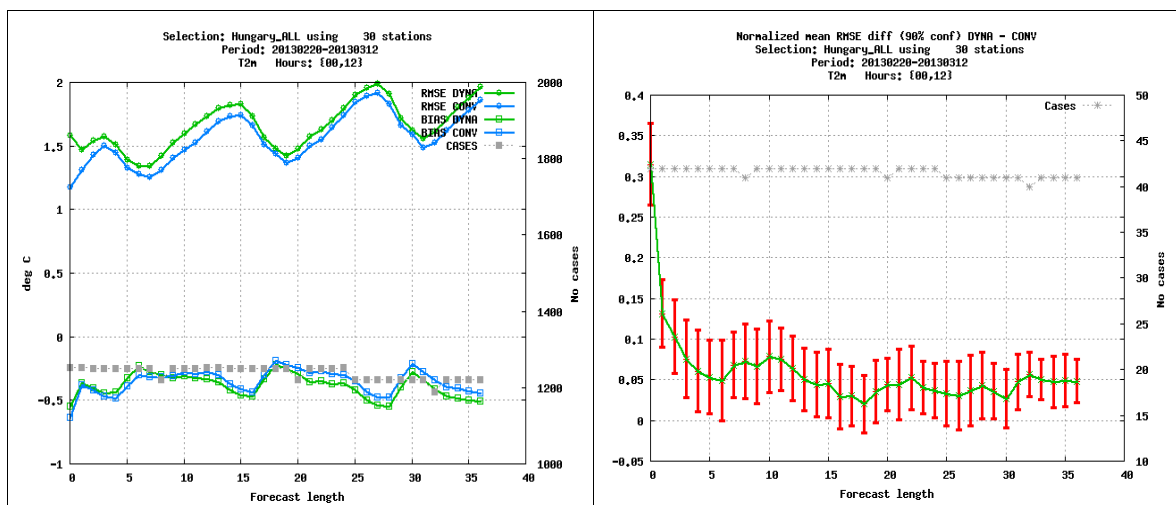 Selection: Hungary_ALL using 30 stations
Period: 20130220-20130312
T2m Hours: {00,12}
2
1.5
1
0.5
0
-0.5
-1
deg C
RMSE DYNA
RMSE CONV
BIAS DYNA
BIAS CONV
CASES
2000
1800
1600
1400
1200
1000
No cases
0 5 10 15 20 25 30 35 40
Forecast length
Normalized mean RMSE diff (90% conf) DYNA - CONV
Selection: Hungary_ALL using 30 stations
Period: 20130220-20130312
T2m Hours: {00,12}
0.4
0.35
0.3
0.25
0.2
0.15
0.1
0.05
0
-0.05
Cases
50
45
40
35
30
25
20
15
10
No cases
0 5 10 15 20 25 30 35 40
Forecast length